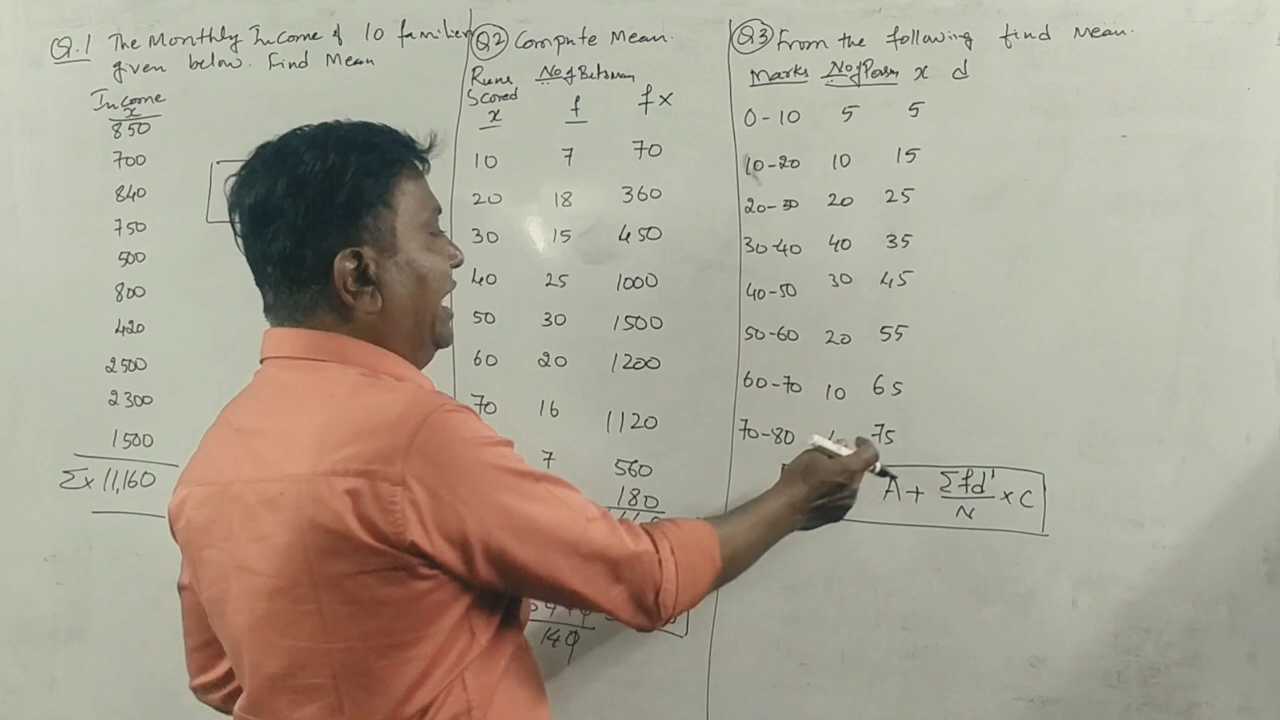 Q.1 The Monthly Income of 10 families
given below. Find Mean
Income
x
850
700
840
750
500
800
420
2500
2300
1500
Σx 11,160
Q2 Compute Mean.
Runs Scored x No of Betsman f fx
10 7 70
20 18 360
30 15 450
40 25 1000
50 30 1500
60 20 1200
70 16 1120
7 560
180
140
Q3 From the following find Mean.
Marks No of Person x d
0-10 5 5
10-20 10 15
20-30 20 25
30-40 40 35
40-50 30 45
50-60 20 55
60-70 10 65
70-80 75
A + Σfd'/N × C